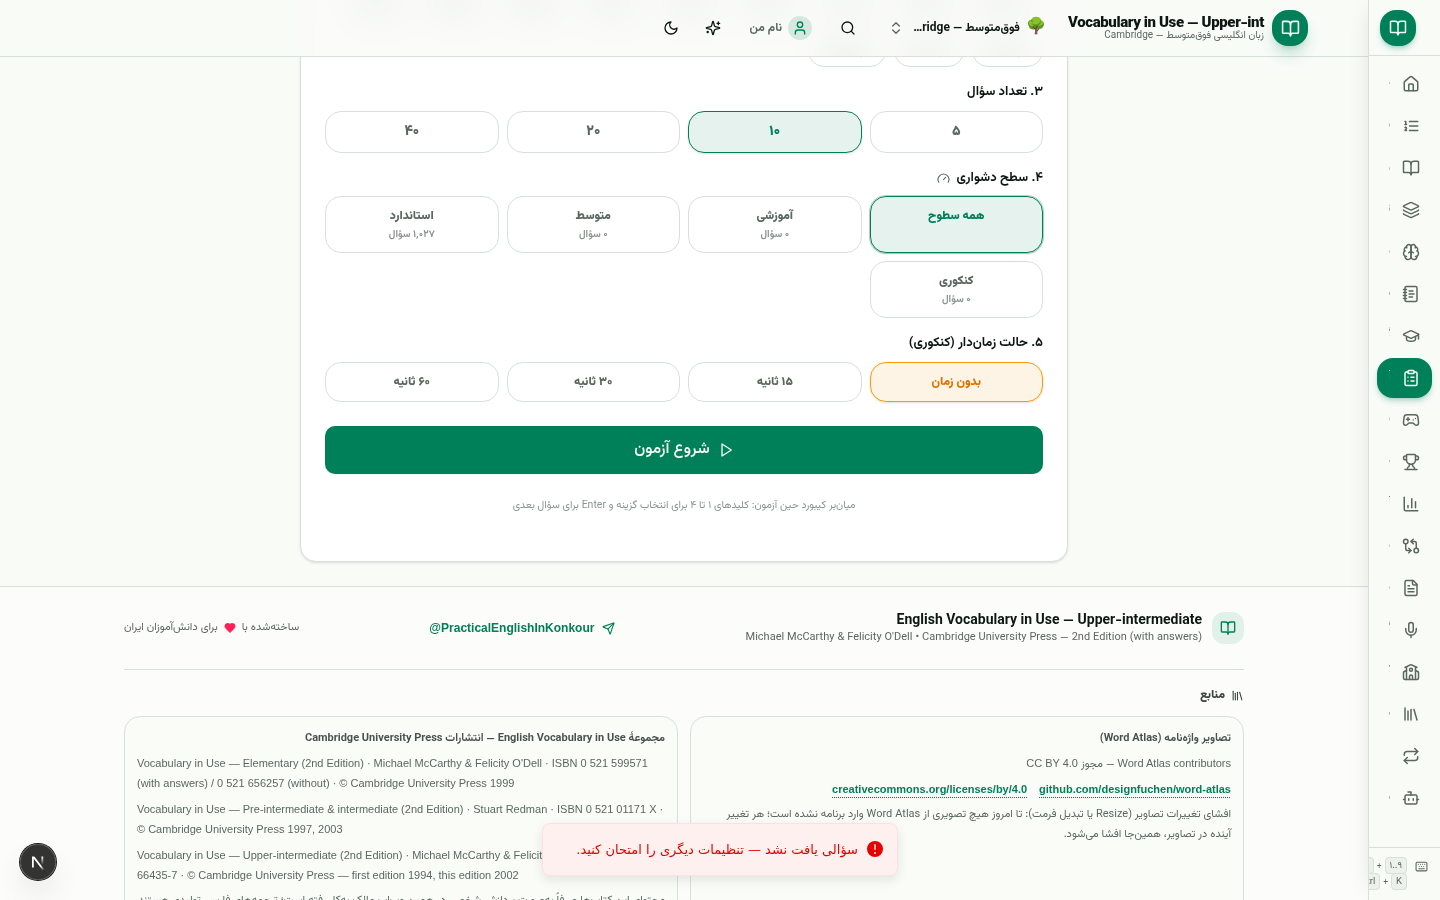 Vocabulary in Use — Upper-int
زبان انگلیسی فوق‌متوسط — Cambridge
فوق‌متوسط — ridge...
نام من
۳. تعداد سؤال
۵
۱۰
۲۰
۴۰
۴. سطح دشواری
همه سطوح
آموزشی
۰ سؤال
متوسط
۰ سؤال
استاندارد
۱,۰۲۷ سؤال
کنکوری
۰ سؤال
۵. حالت زمان‌دار (کنکوری)
بدون زمان
۱۵ ثانیه
۳۰ ثانیه
۶۰ ثانیه
شروع آزمون
میان‌بر کیبورد حین آزمون: کلیدهای ۱ تا ۴ برای انتخاب گزینه و Enter برای سؤال بعدی
English Vocabulary in Use — Upper-intermediate
Michael McCarthy & Felicity O'Dell • Cambridge University Press — 2nd Edition (with answers)
@PracticalEnglishInKonkour
ساخته‌شده با برای دانش‌آموزان ایران
منابع
تصاویر واژه‌نامه (Word Atlas)
Word Atlas contributors — مجوز CC BY 4.0
github.com/designfuchen/word-atlas
creativecommons.org/licenses/by/4.0
افشای تغییرات تصاویر (Resize یا تبدیل فرمت): تا امروز هیچ تصویری از Word Atlas وارد برنامه نشده است؛ هر تغییر
آینده در تصاویر، همین‌جا افشا می‌شود.
مجموعهٔ English Vocabulary in Use — انتشارات Cambridge University Press
Vocabulary in Use — Elementary (2nd Edition) · Michael McCarthy & Felicity O'Dell · ISBN 0 521 599571
(with answers) / 0 521 656257 (without) · © Cambridge University Press 1999
Vocabulary in Use — Pre-intermediate & intermediate (2nd Edition) · Stuart Redman · ISBN 0 521 01171 X ·
© Cambridge University Press 1997, 2003
Vocabulary in Use — Upper-intermediate (2nd Edition) · Michael McCarthy & Felicit
66435-7 · © Cambridge University Press — first edition 1994, this edition 2002
سؤالی یافت نشد — تنظیمات دیگری را امتحان کنید.
N
+ ۱..۹
trl + K